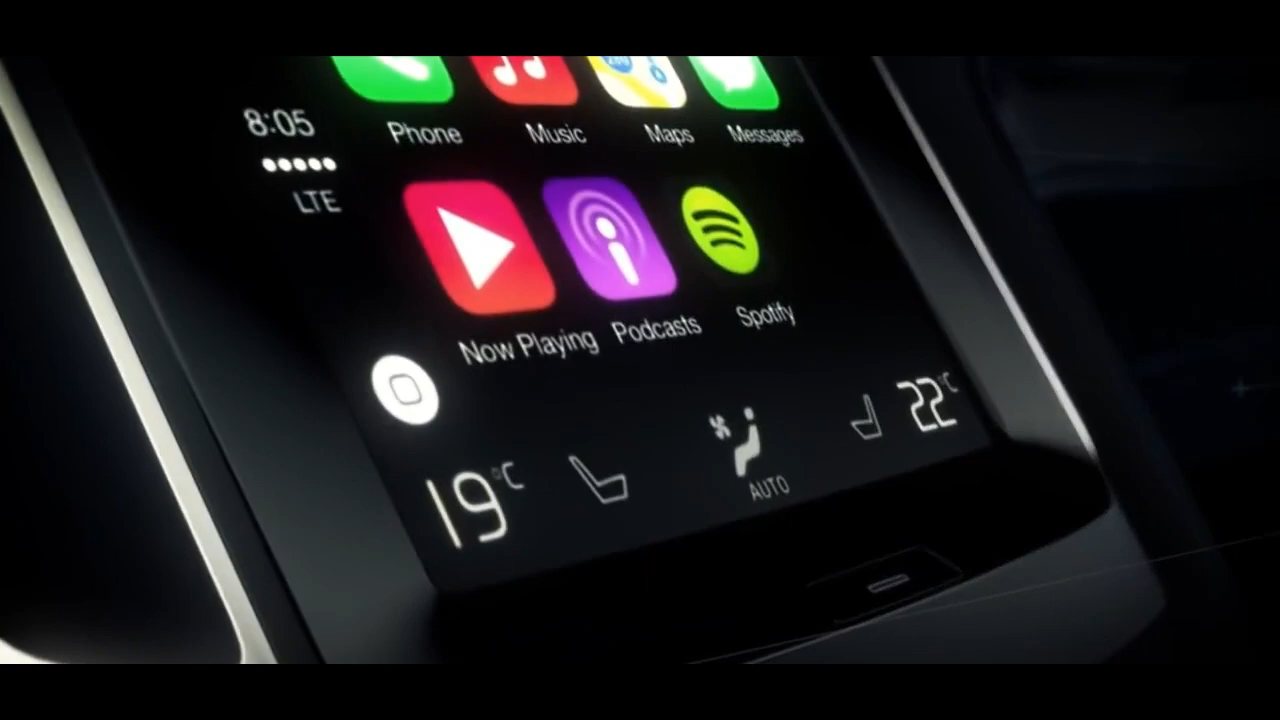 8:05
LTE
Phone
Music
Maps
Messages
Now Playing
Podcasts
Spotify
19°C
AUTO
22°C